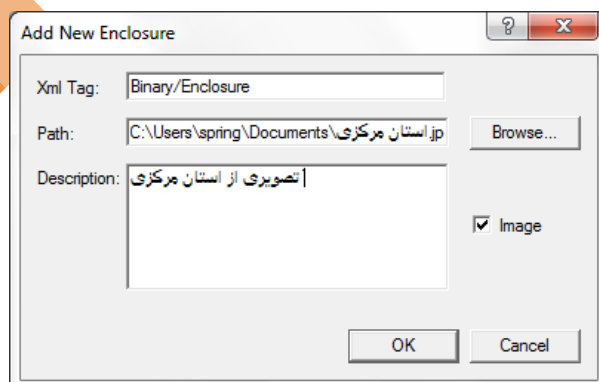 Add New Enclosure
Xml Tag: Binary/Enclosure
Path: C:\Users\spring\Documents\استان مرکزی.jp Browse...
Description: تصویری از استان مرکزی
Image
OK Cancel